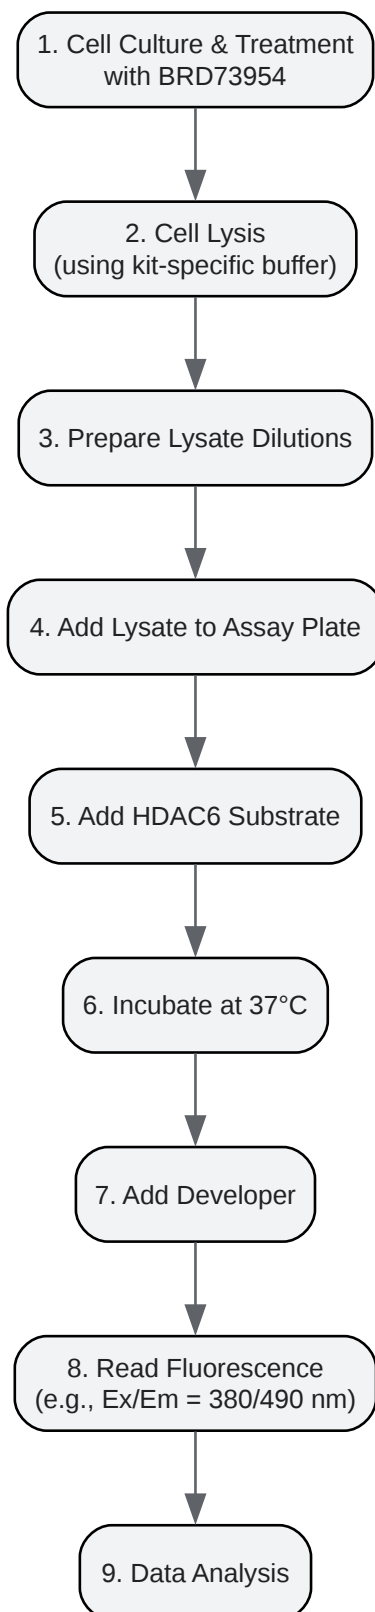 1. Cell Culture & Treatment
with BRD73954
2. Cell Lysis
(using kit-specific buffer)
3. Prepare Lysate Dilutions
4. Add Lysate to Assay Plate
5. Add HDAC6 Substrate
6. Incubate at 37°C
7. Add Developer
8. Read Fluorescence
(e.g., Ex/Em = 380/490 nm)
9. Data Analysis